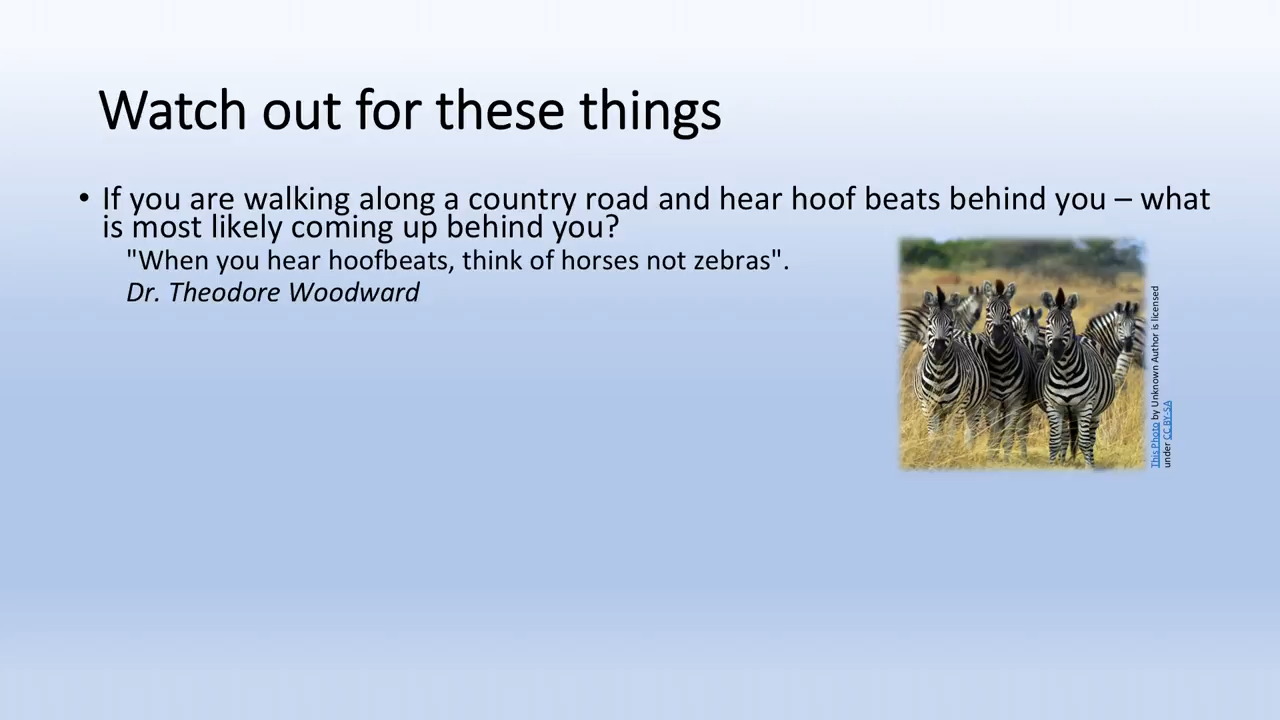 Watch out for these things
• If you are walking along a country road and hear hoof beats behind you – what
is most likely coming up behind you?
"When you hear hoofbeats, think of horses not zebras".
Dr. Theodore Woodward
This Photo by Unknown Author is licensed
under CC BY-SA